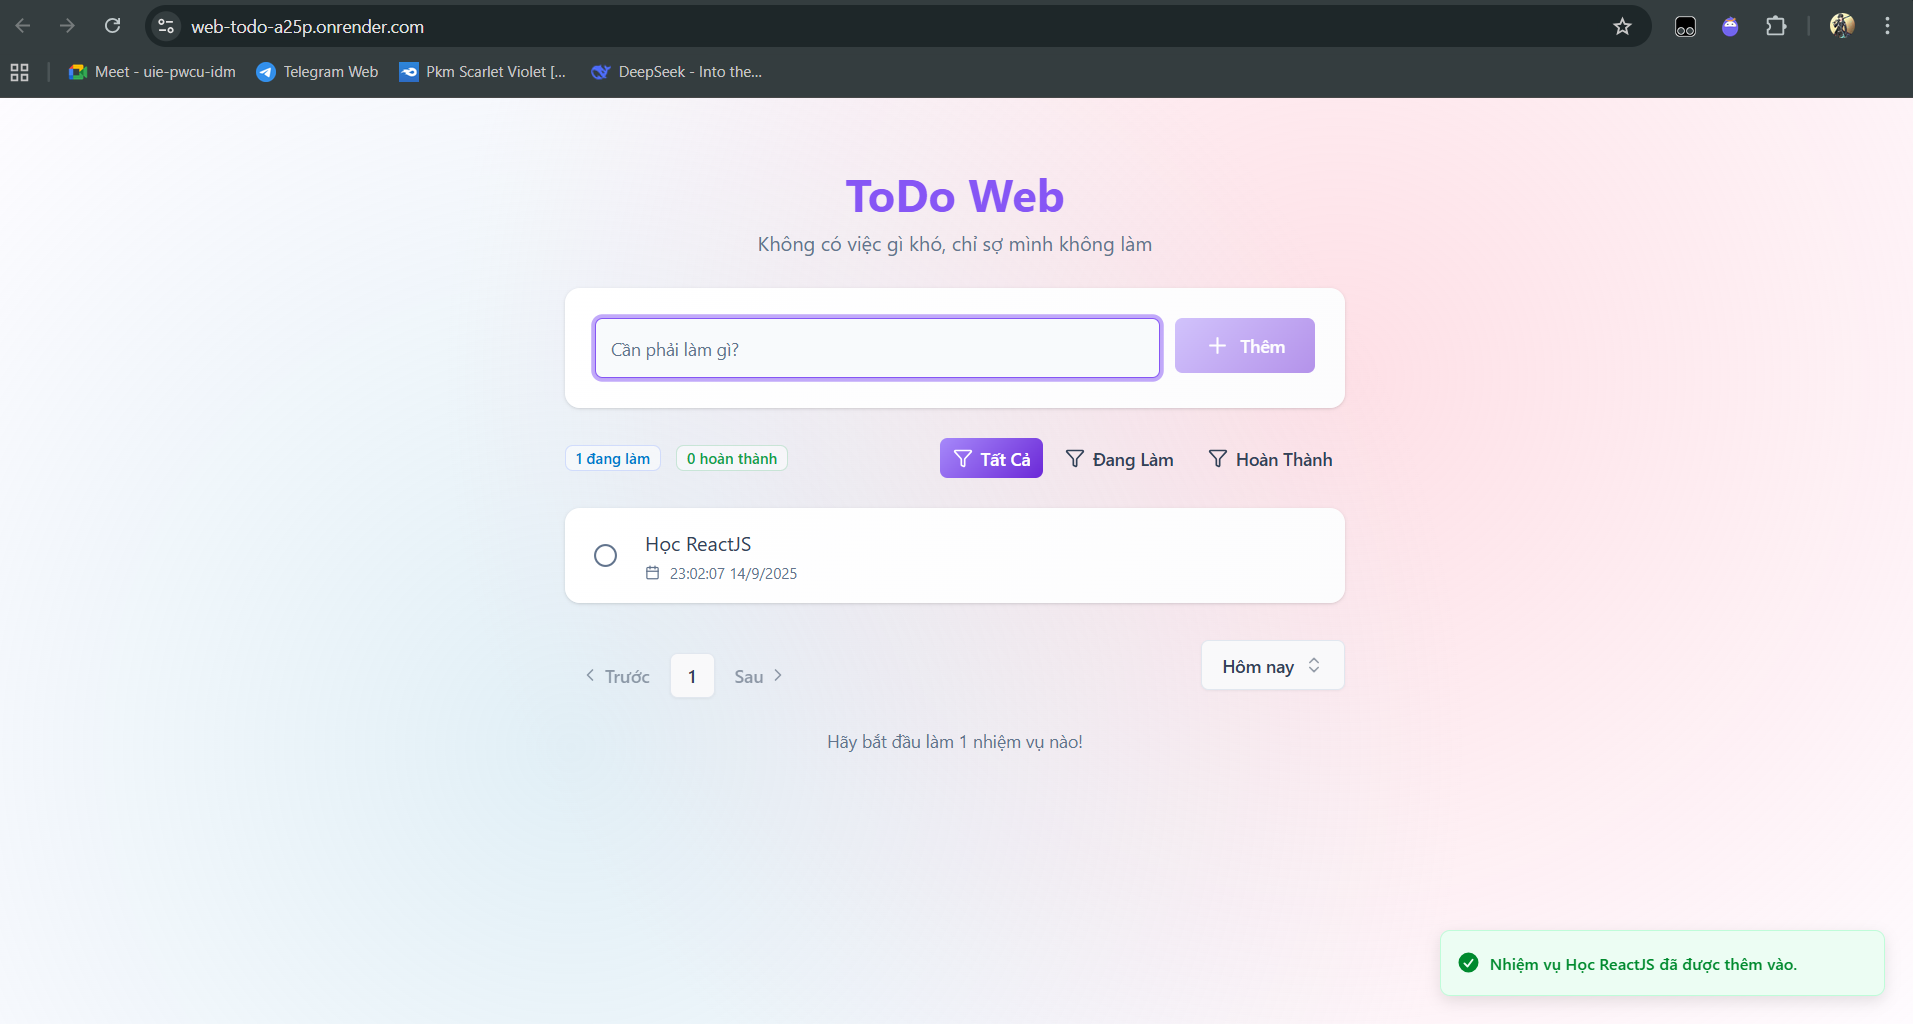 web-todo-a25p.onrender.com
Meet - uie-pwcu-idm
Telegram Web
Pkm Scarlet Violet [...
DeepSeek - Into the...
ToDo Web
Không có việc gì khó, chỉ sợ mình không làm
Cần phải làm gì?
Thêm
1 đang làm
0 hoàn thành
Tất Cả
Đang Làm
Hoàn Thành
Học ReactJS
23:02:07 14/9/2025
Trước
1
Sau
Hôm nay
Hãy bắt đầu làm 1 nhiệm vụ nào!
Nhiệm vụ Học ReactJS đã được thêm vào.